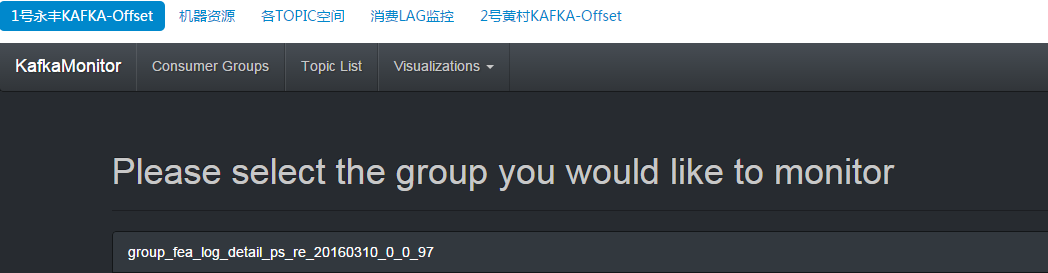 1号永丰KAFKA-Offset 机器资源 各TOPIC空间 消费LAG监控 2号黄村KAFKA-Offset
KafkaMonitor Consumer Groups Topic List Visualizations
Please select the group you would like to monitor
group_fea_log_detail_ps_re_20160310_0_0_97